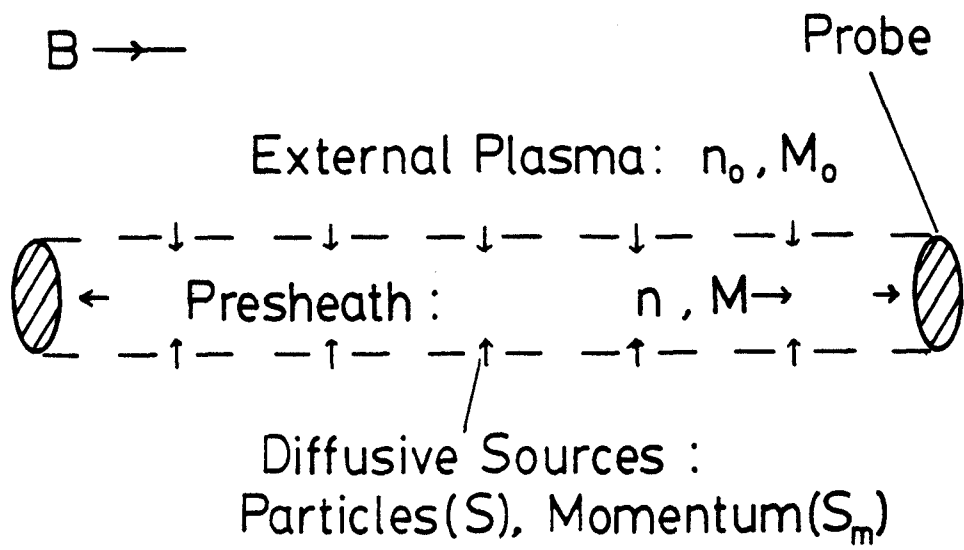 B
Probe
External Plasma: n₀, M₀
Presheath: n, M→
Diffusive Sources:
Particles(S), Momentum(Sₘ)